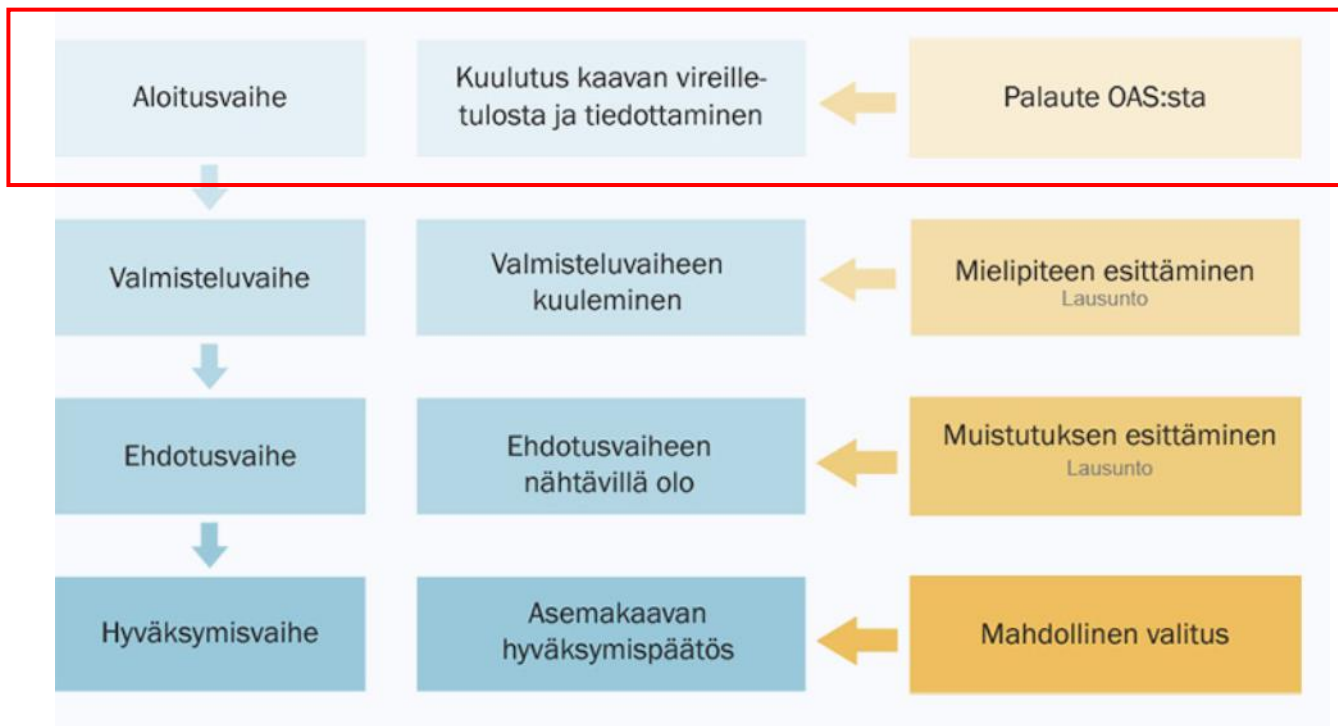 Aloitusvaihe
Kuulutus kaavan vireille-
tulosta ja tiedottaminen
Palaute OAS:sta
Valmisteluvaihe
Valmisteluvaiheen
kuuleminen
Mielipiteen esittäminen
Lausunto
Ehdotusvaihe
Ehdotusvaiheen
nähtävillä olo
Muistutuksen esittäminen
Lausunto
Hyväksymisvaihe
Asemakaavan
hyväksymispäätös
Mahdollinen valitus